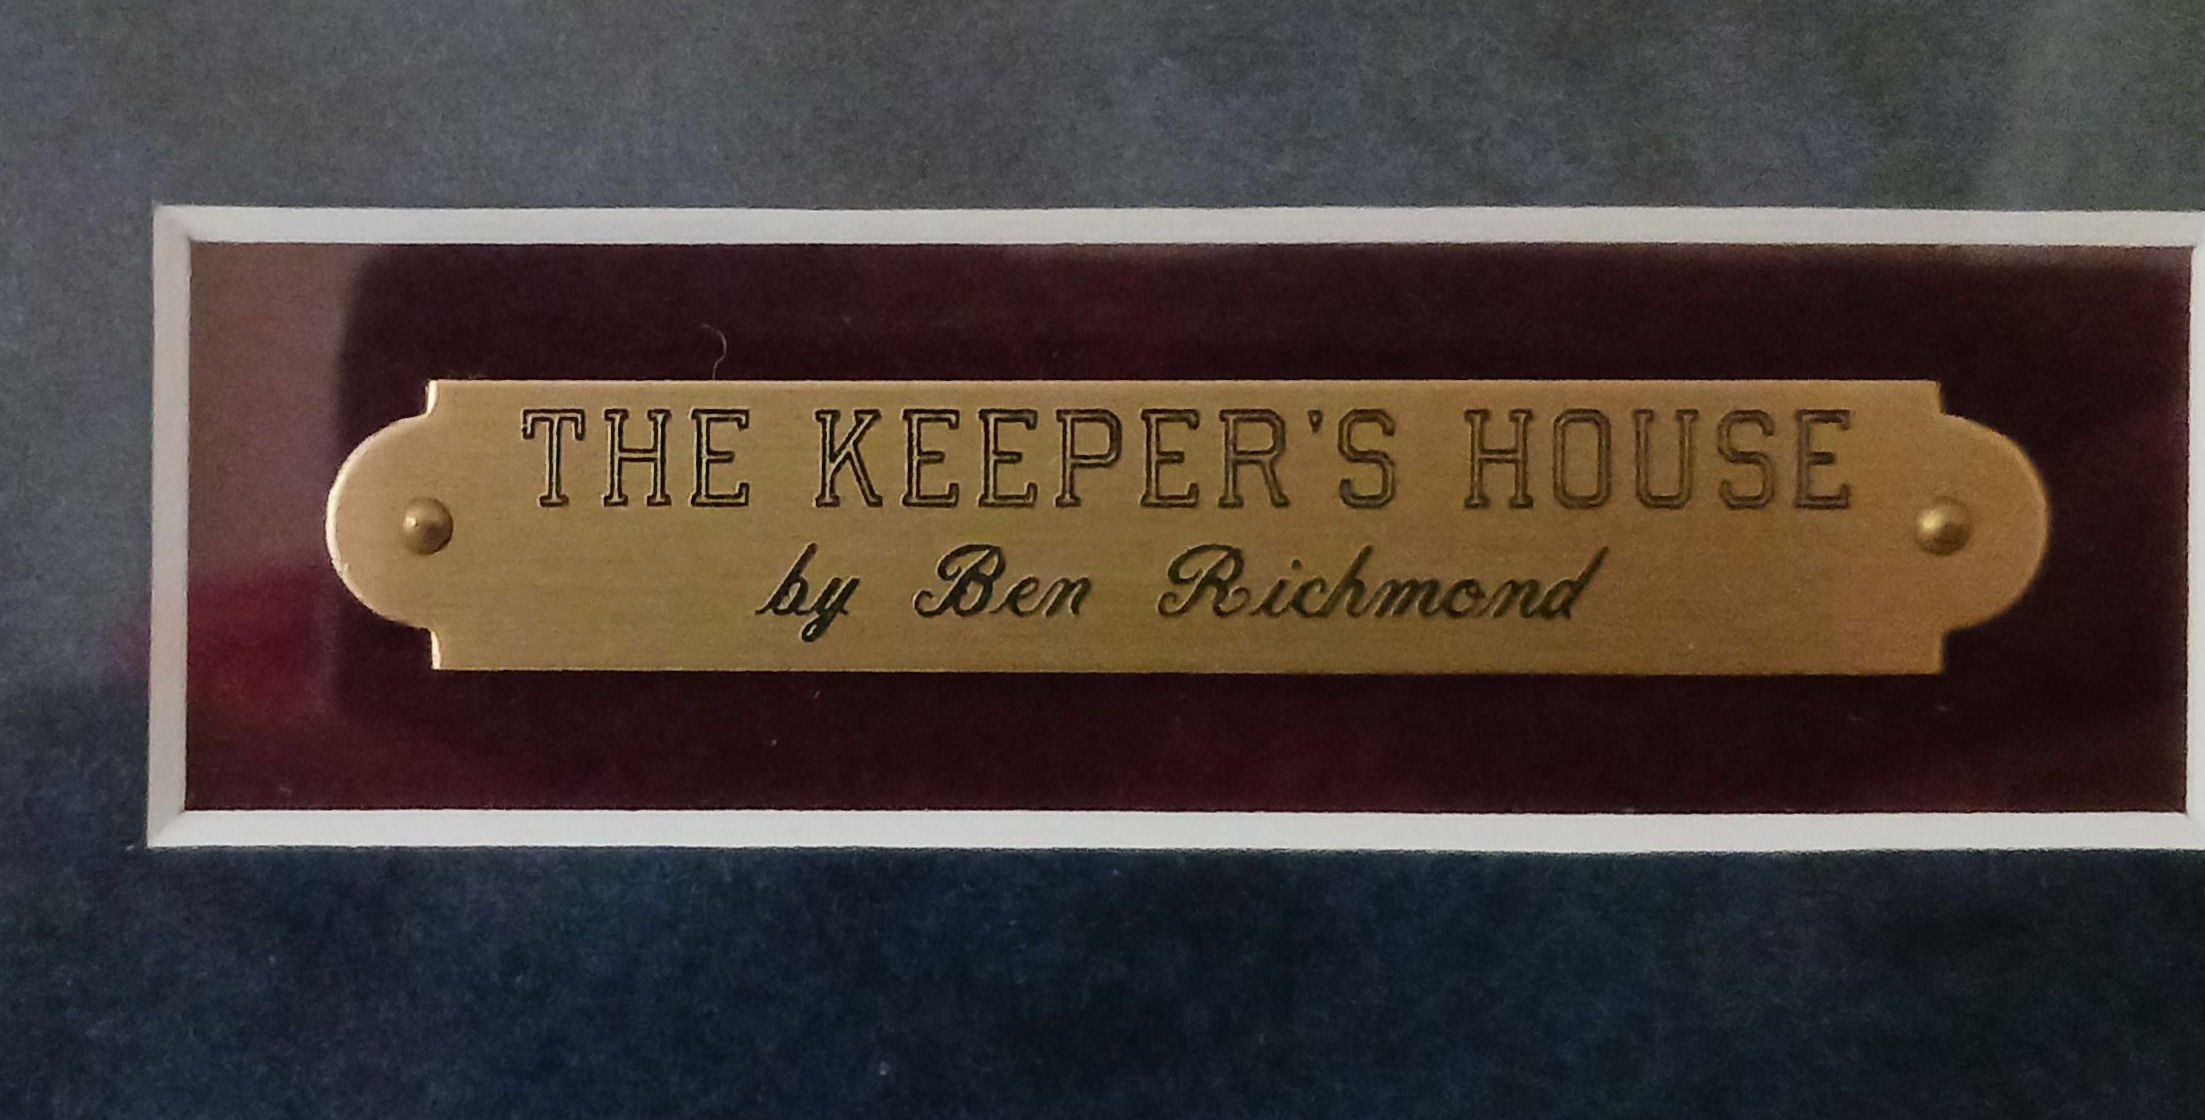 THE KEEPER'S HOUSE
by Ben Richmond